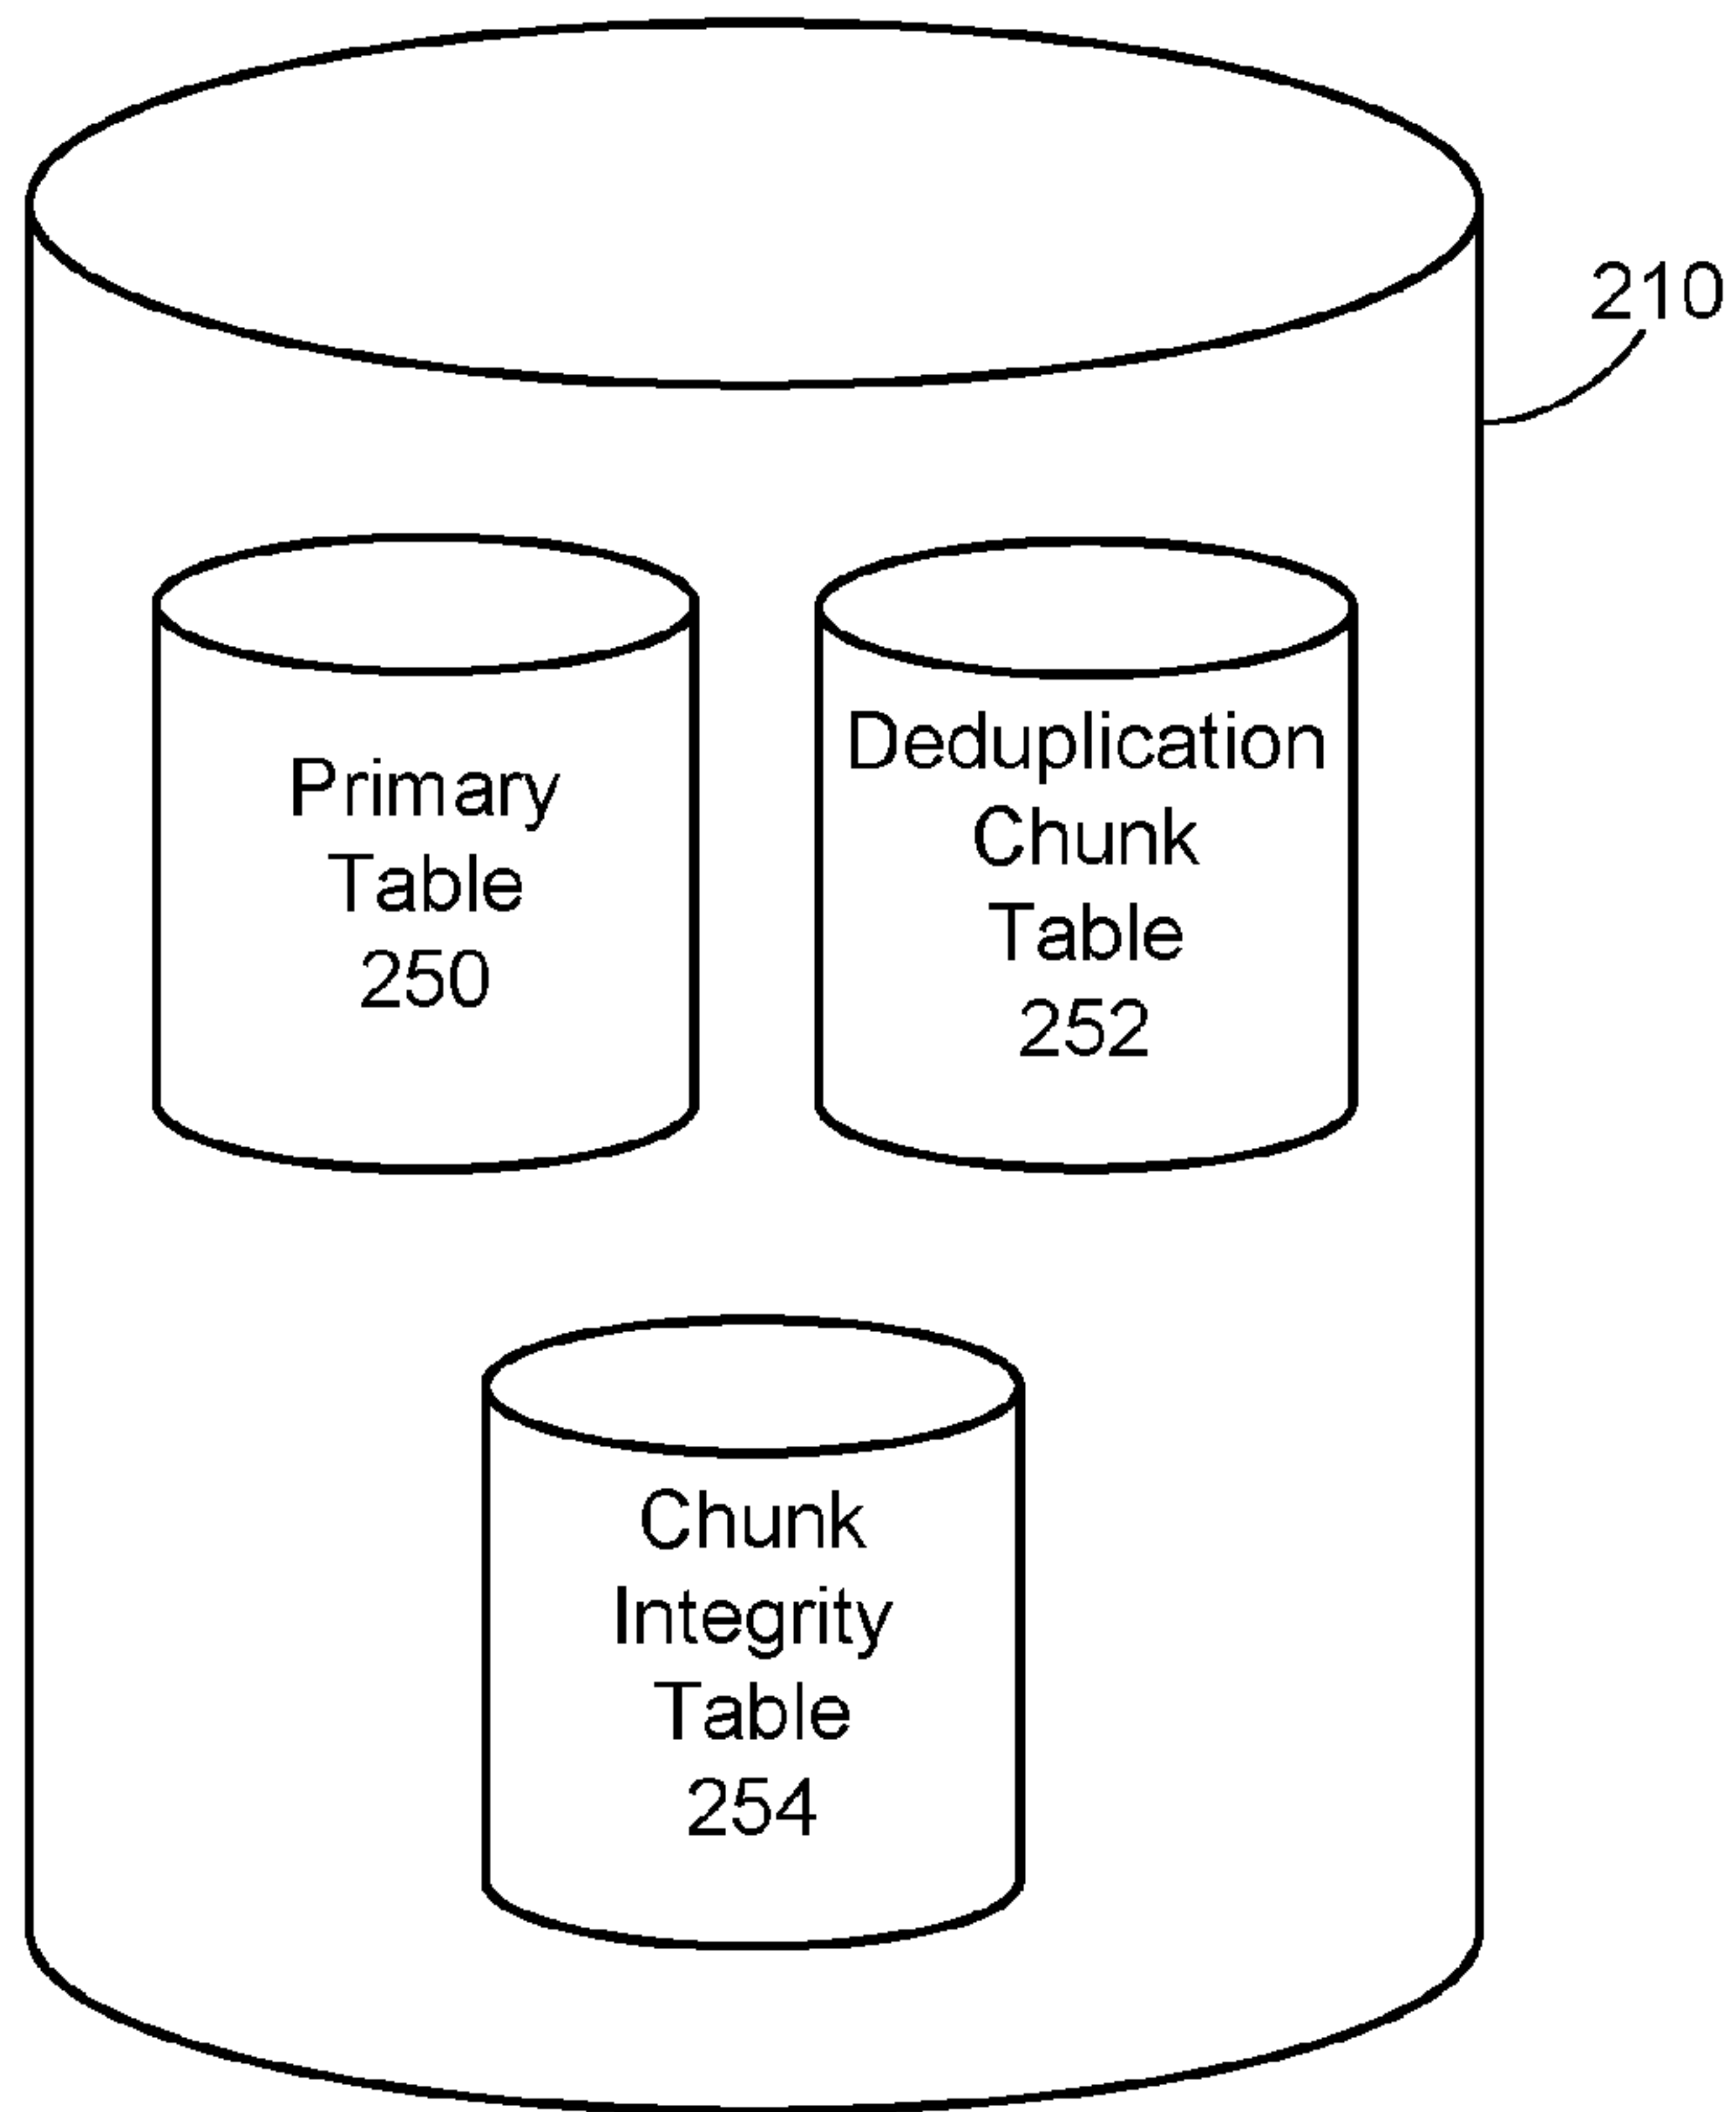 210
Primary
Table
250
Deduplication
Chunk
Table
252
Chunk
Integrity
Table
254